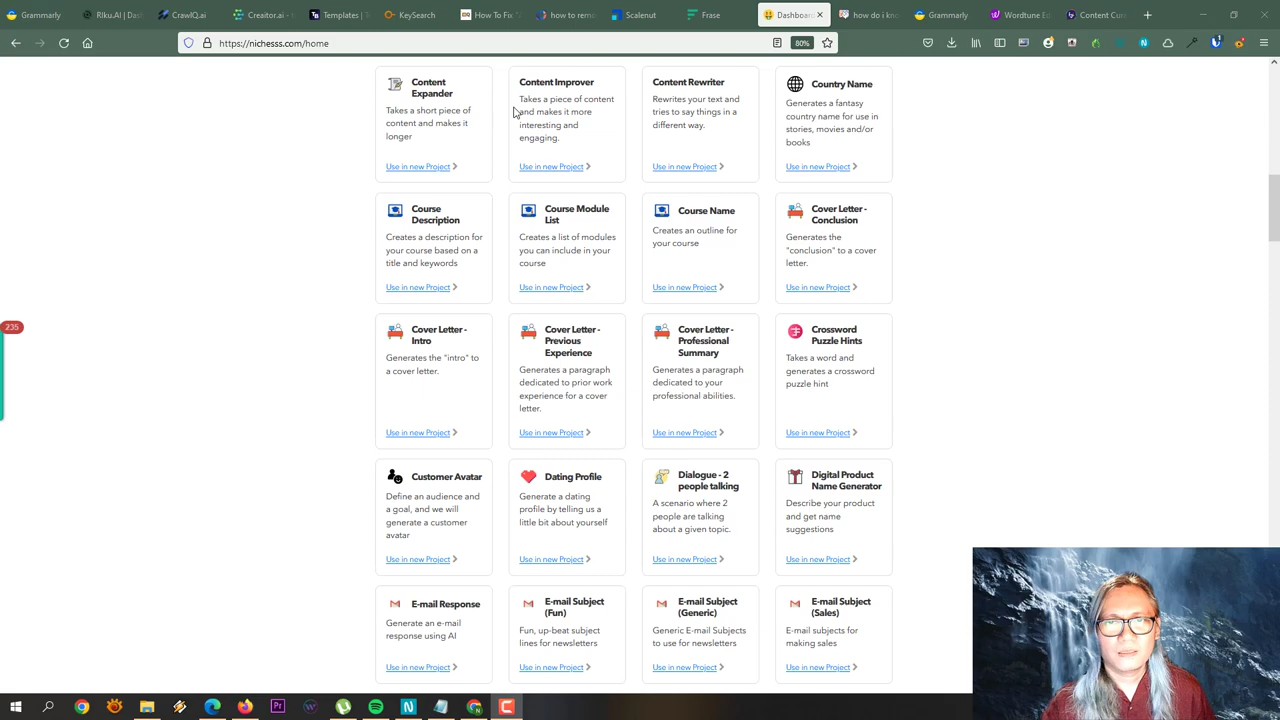 Grammarly
Riku.AI | Das
CrawlQ.ai
Creator.ai -
Templates |
KeySearch
How To Fix
how to rem
Scalenut
Frase
Dashboar
how do i kno
Grammarly
Wordtune E
Content Cu
https://nichesss.com/home
80%
Content
Expander
Takes a short piece of
content and makes it
longer
Use in new Project
Content Improver
Takes a piece of content
and makes it more
interesting and
engaging.
Use in new Project
Content Rewriter
Rewrites your text and
tries to say things in a
different way.
Use in new Project
Country Name
Generates a fantasy
country name for use in
stories, movies and/or
books
Use in new Project
Course
Description
Creates a description for
your course based on a
title and keywords
Use in new Project
Course Module
List
Creates a list of modules
you can include in your
course
Use in new Project
Course Name
Creates an outline for
your course
Use in new Project
Cover Letter -
Conclusion
Generates the
"conclusion" to a cover
letter.
Use in new Project
235
Cover Letter -
Intro
Generates the "intro" to
a cover letter.
Use in new Project
Cover Letter -
Previous
Experience
Generates a paragraph
dedicated to prior work
experience for a cover
letter.
Use in new Project
Cover Letter -
Professional
Summary
Generates a paragraph
dedicated to your
professional abilities.
Use in new Project
Crossword
Puzzle Hints
Takes a word and
generates a crossword
puzzle hint
Use in new Project
Customer Avatar
Define an audience and
a goal, and we will
generate a customer
avatar
Use in new Project
Dating Profile
Generate a dating
profile by telling us a
little bit about yourself
Use in new Project
Dialogue - 2
people talking
A scenario where 2
people are talking
about a given topic.
Use in new Project
Digital Product
Name Generator
Describe your product
and get name
suggestions
Use in new Project
E-mail Response
Generate an e-mail
response using AI
Use in new Project
E-mail Subject
(Fun)
Fun, up-beat subject
lines for newsletters
Use in new Project
E-mail Subject
(Generic)
Generic E-mail Subjects
to use for newsletters
Use in new Project
E-mail Subject
(Sales)
E-mail subjects for
making sales
Use in new Project